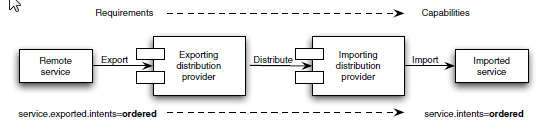 Requirements
Capabilities
Remote
service
Export
Exporting
distribution
provider
Distribute
Importing
distribution
provider
Import
Imported
service
service.exported.intents=ordered
service.intents=ordered